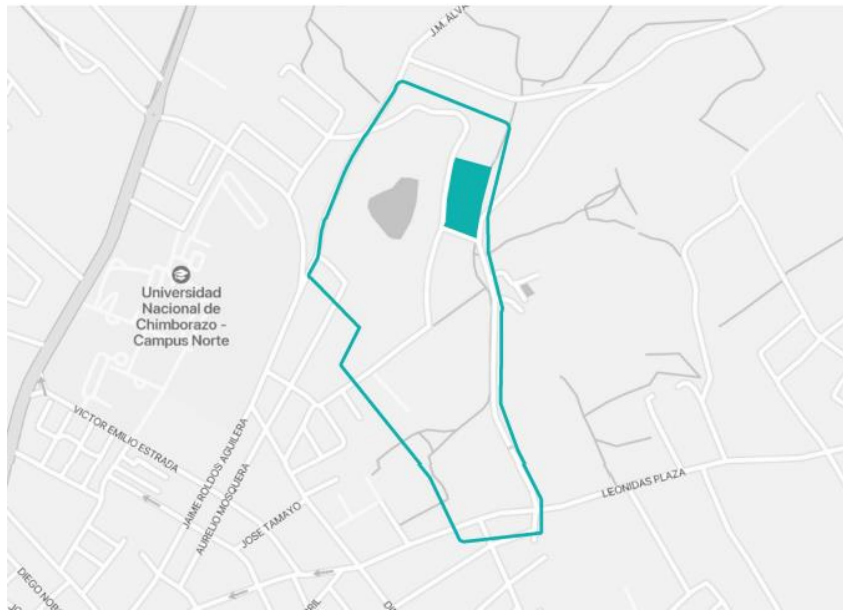 J.M. ALVA
Universidad
Nacional de
Chimborazo -
Campus Norte
VICTOR EMILIO ESTRADA
JAIME ROLDOS AGUILERA
AURELIO MOSQUERA
JOSE TAMAYO
LEONIDAS PLAZA
DIEGO NOB